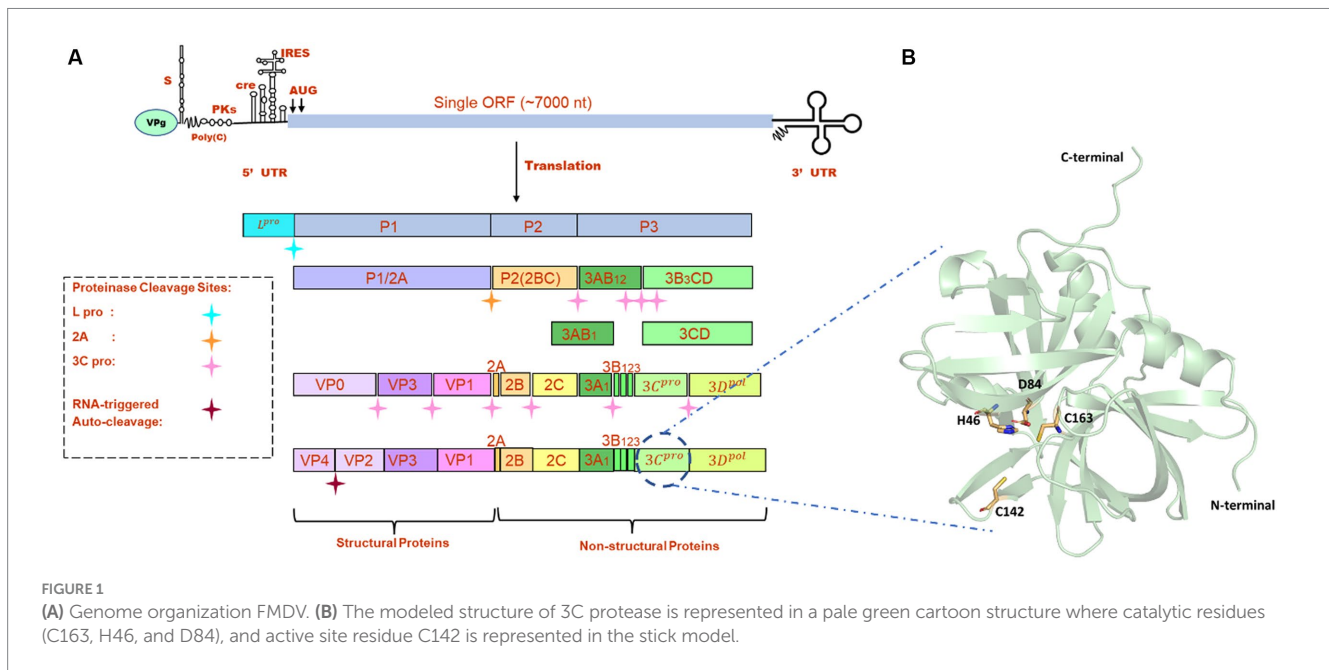 A
B
IRES
S
cre
AUG
PKs
Single ORF (~7000 nt)
VPg
Poly(C)
C-terminal
5' UTR
Translation
3' UTR
L^pro P1 P2 P3
P1/2A P2(2BC) 3AB12 3B3CD
Proteinase Cleavage Sites:
L pro :
2A :
3C pro:
RNA-triggered
Auto-cleavage:
3AB1 3CD
2A 3B123
VP0 VP3 VP1 2B 2C 3A1 3C^pro 3D^pol
2A 3B123
VP4 VP2 VP3 VP1 2B 2C 3A1 3C^pro 3D^pol
Structural Proteins
Non-structural Proteins
D84
H46
C163
C142
N-terminal
FIGURE 1
(A) Genome organization FMDV. (B) The modeled structure of 3C protease is represented in a pale green cartoon structure where catalytic residues
(C163, H46, and D84), and active site residue C142 is represented in the stick model.